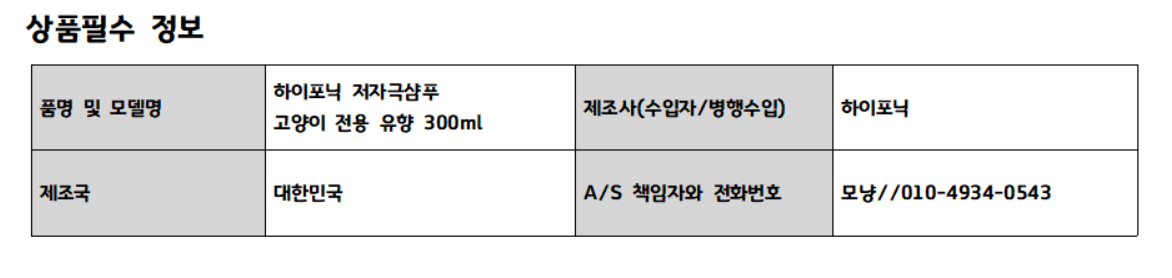 상품필수 정보
품명 및 모델명
하이포닉 저자극샴푸
고양이 전용 유향 300ml
제조사(수입자/병행수입)
하이포닉
제조국
대한민국
A/S 책임자와 전화번호
모냥//010-4934-0543